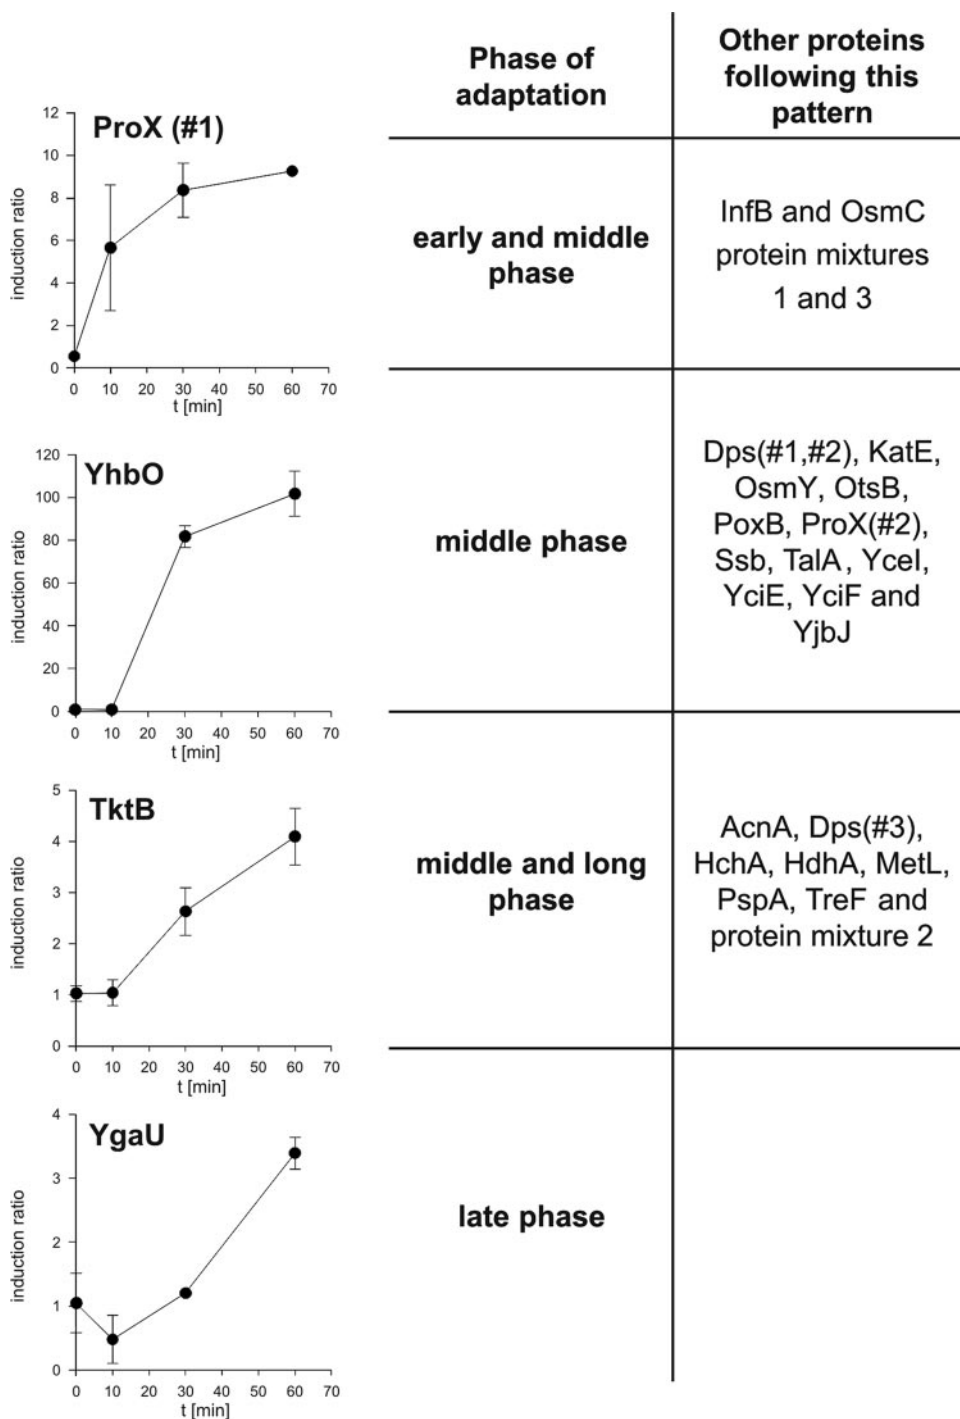 Phase of
adaptation
Other proteins
following this
pattern
ProX (#1)
induction ratio
12
10
8
6
4
2
0
0 10 20 30 40 50 60 70
t [min]
early and middle
phase
InfB and OsmC
protein mixtures
1 and 3
YhbO
induction ratio
120
100
80
60
40
20
0
0 10 20 30 40 50 60 70
t [min]
middle phase
Dps(#1,#2), KatE,
OsmY, OtsB,
PoxB, ProX(#2),
Ssb, TalA, YceI,
YciE, YciF and
YjbJ
TktB
induction ratio
5
4
3
2
1
0
0 10 20 30 40 50 60 70
t [min]
middle and long
phase
AcnA, Dps(#3),
HchA, HdhA, MetL,
PspA, TreF and
protein mixture 2
YgaU
induction ratio
4
3
2
1
0
0 10 20 30 40 50 60 70
t [min]
late phase